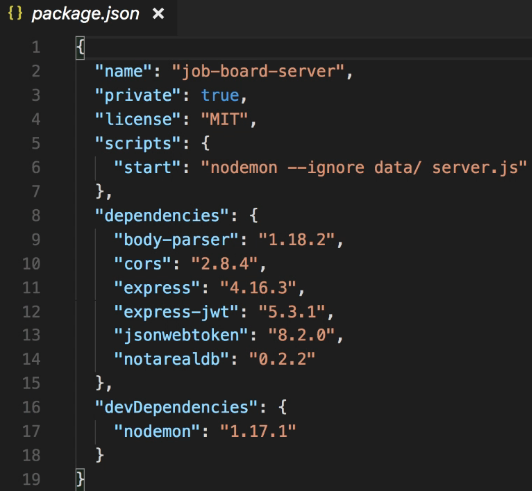 {} package.json ×
1 {
2 "name": "job-board-server",
3 "private": true,
4 "license": "MIT",
5 "scripts": {
6 "start": "nodemon --ignore data/ server.js"
7 },
8 "dependencies": {
9 "body-parser": "1.18.2",
10 "cors": "2.8.4",
11 "express": "4.16.3",
12 "express-jwt": "5.3.1",
13 "jsonwebtoken": "8.2.0",
14 "notarealdb": "0.2.2"
15 },
16 "devDependencies": {
17 "nodemon": "1.17.1"
18 }
19 }